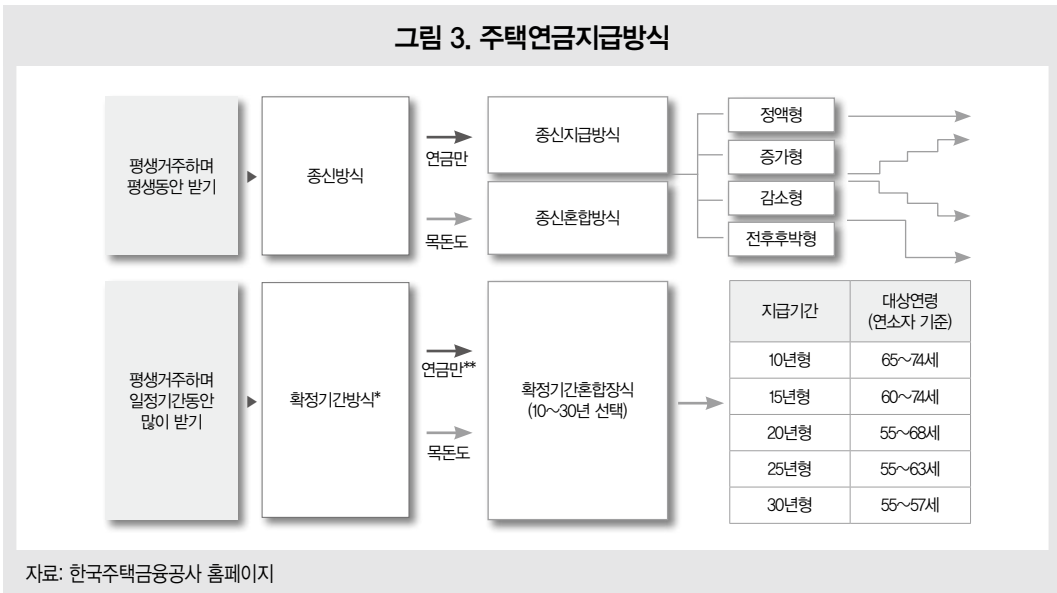 그림 3. 주택연금지급방식
평생거주하며
평생동안 받기
종신방식
연금만
목돈도
종신지급방식
종신혼합방식
정액형
증가형
감소형
전후후박형
평생거주하며
일정기간동안
많이 받기
확정기간방식*
연금만**
목돈도
확정기간혼합장식
(10~30년 선택)
지급기간 대상연령
(연소자 기준)
10년형 65~74세
15년형 60~74세
20년형 55~68세
25년형 55~63세
30년형 55~57세
자료: 한국주택금융공사 홈페이지